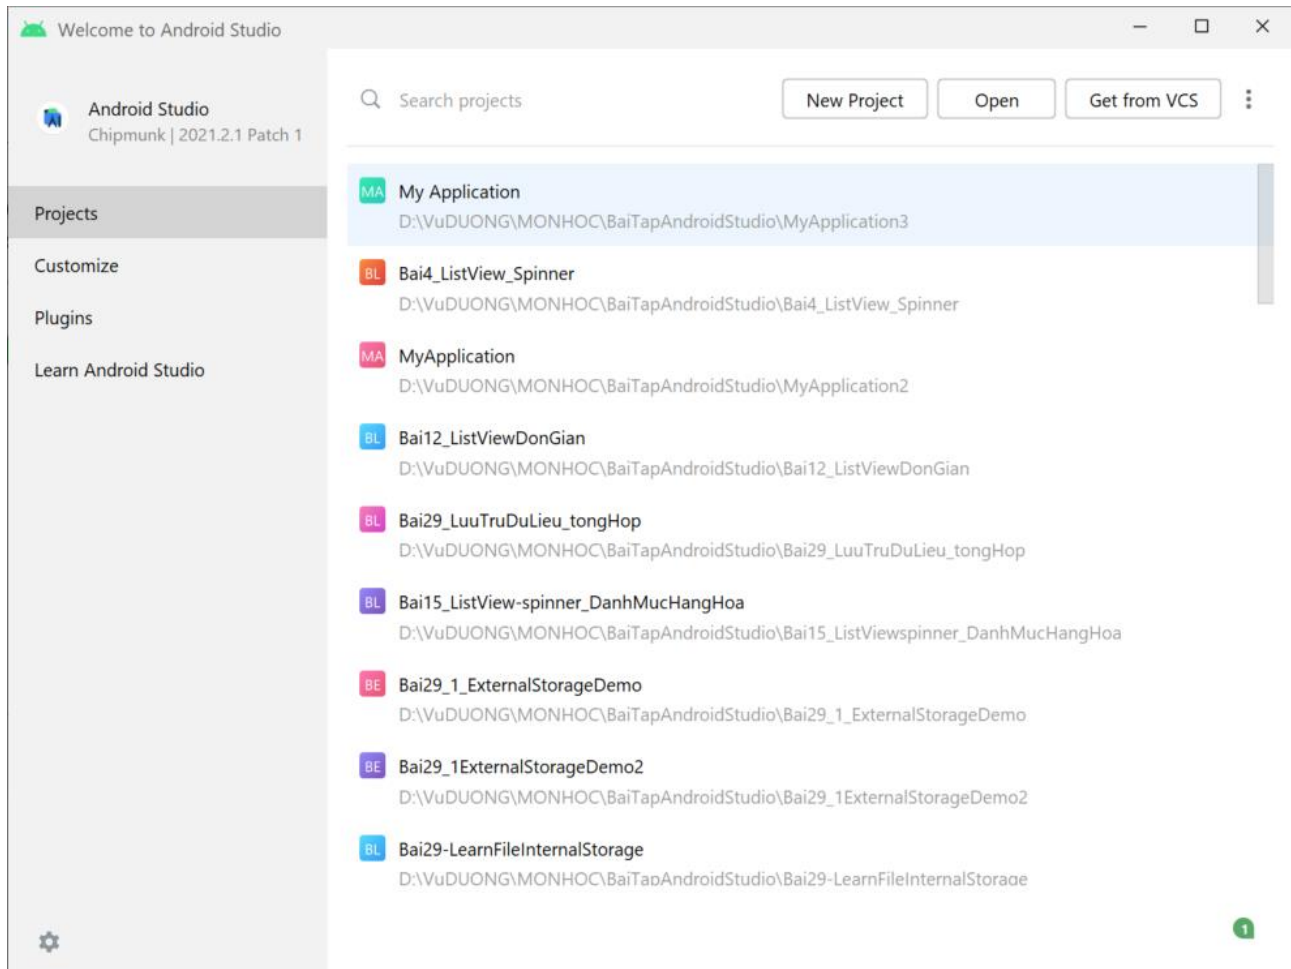 Welcome to Android Studio
Android Studio
Chipmunk | 2021.2.1 Patch 1
Projects
Customize
Plugins
Learn Android Studio
Search projects
New Project
Open
Get from VCS
MA
My Application
D:\VuDUONG\MONHOC\BaiTapAndroidStudio\MyApplication3
BL
Bai4_ListView_Spinner
D:\VuDUONG\MONHOC\BaiTapAndroidStudio\Bai4_ListView_Spinner
MA
MyApplication
D:\VuDUONG\MONHOC\BaiTapAndroidStudio\MyApplication2
BL
Bai12_ListViewDonGian
D:\VuDUONG\MONHOC\BaiTapAndroidStudio\Bai12_ListViewDonGian
BL
Bai29_LuuTruDuLieu_tongHop
D:\VuDUONG\MONHOC\BaiTapAndroidStudio\Bai29_LuuTruDuLieu_tongHop
BL
Bai15_ListView-spinner_DanhMucHangHoa
D:\VuDUONG\MONHOC\BaiTapAndroidStudio\Bai15_ListViewspinner_DanhMucHangHoa
BE
Bai29_1_ExternalStorageDemo
D:\VuDUONG\MONHOC\BaiTapAndroidStudio\Bai29_1_ExternalStorageDemo
BE
Bai29_1ExternalStorageDemo2
D:\VuDUONG\MONHOC\BaiTapAndroidStudio\Bai29_1ExternalStorageDemo2
BL
Bai29-LearnFileInternalStorage
D:\VuDUONG\MONHOC\BaiTapAndroidStudio\Bai29-LearnFileInternalStorage
1